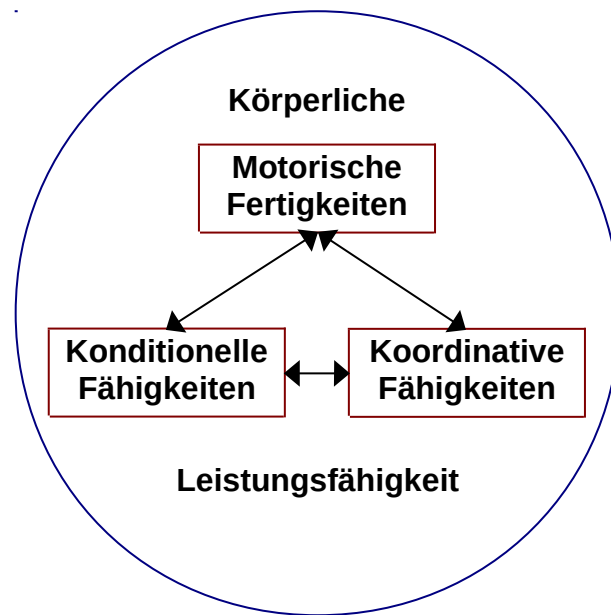 Körperliche
Motorische
Fertigkeiten
Konditionelle
Fähigkeiten
Koordinative
Fähigkeiten
Leistungsfähigkeit